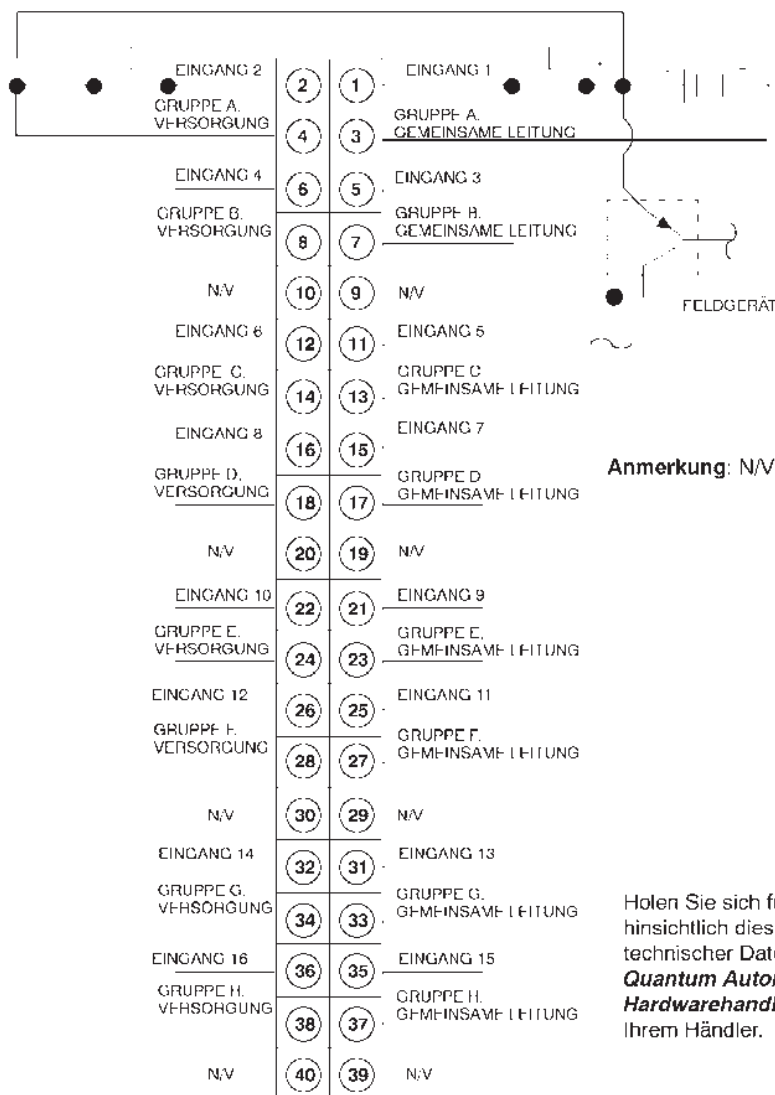 EINGANG 2 2 1 EINGANG 1
GRUPPE A. VERSORGUNG 4 3 GRUPPE A. GEMEINSAME LEITUNG
EINGANG 4 6 5 EINGANG 3
GRUPPE B. VERSORGUNG 8 7 GRUPPE B. GEMEINSAME LEITUNG
N/V 10 9 N/V
FELDGERÄT
EINGANG 6 12 11 EINGANG 5
GRUPPE C. VERSORGUNG 14 13 GRUPPE C GEMEINSAME LEITUNG
EINGANG 8 16 15 EINGANG 7
Anmerkung: N/V
GRUPPE D. VERSORGUNG 18 17 GRUPPE D GEMEINSAME LEITUNG
N/V 20 19 N/V
EINGANG 10 22 21 EINGANG 9
GRUPPE E. VERSORGUNG 24 23 GRUPPE E. GEMEINSAME LEITUNG
EINGANG 12 26 25 EINGANG 11
GRUPPE F. VERSORGUNG 28 27 GRUPPE F. GEMEINSAME LEITUNG
N/V 30 29 N/V
EINGANG 14 32 31 EINGANG 13
GRUPPE G. VERSORGUNG 34 33 GRUPPE G. GEMEINSAME LEITUNG
EINGANG 16 36 35 EINGANG 15
GRUPPE H. VERSORGUNG 38 37 GRUPPE H. GEMEINSAME LEITUNG
N/V 40 39 N/V
Holen Sie sich
hinsichtlich
technischer
Quantum
Ihrem Händler.